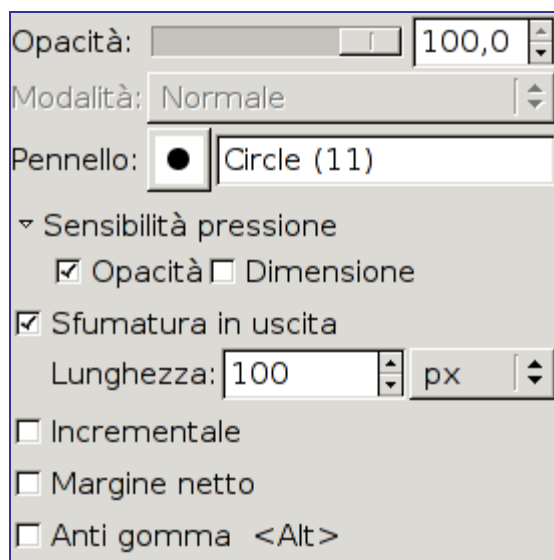 Opacità: 100,0
Modalità: Normale
Pennello: Circle (11)
Sensibilità pressione
Opacità Dimensione
Sfumatura in uscita
Lunghezza: 100 px
Incrementale
Margine netto
Anti gomma <Alt>